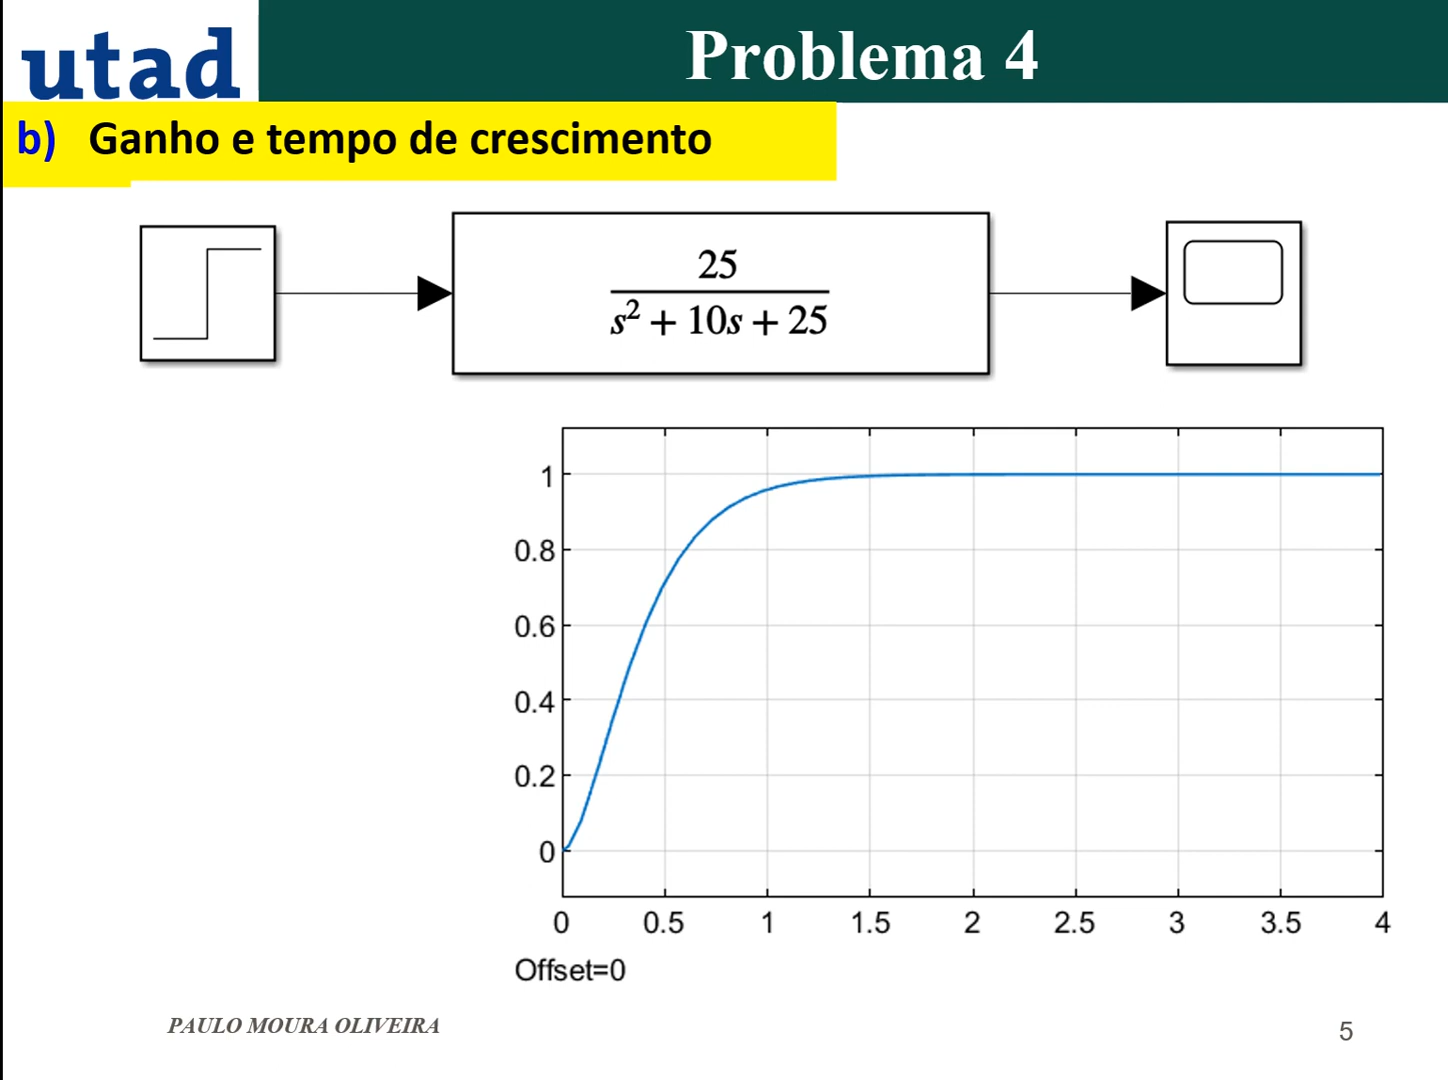 utad
Problema 4
b) Ganho e tempo de crescimento
25
s² + 10s + 25
1
0.8
0.6
0.4
0.2
0
0 0.5 1 1.5 2 2.5 3 3.5 4
Offset=0
PAULO MOURA OLIVEIRA
5